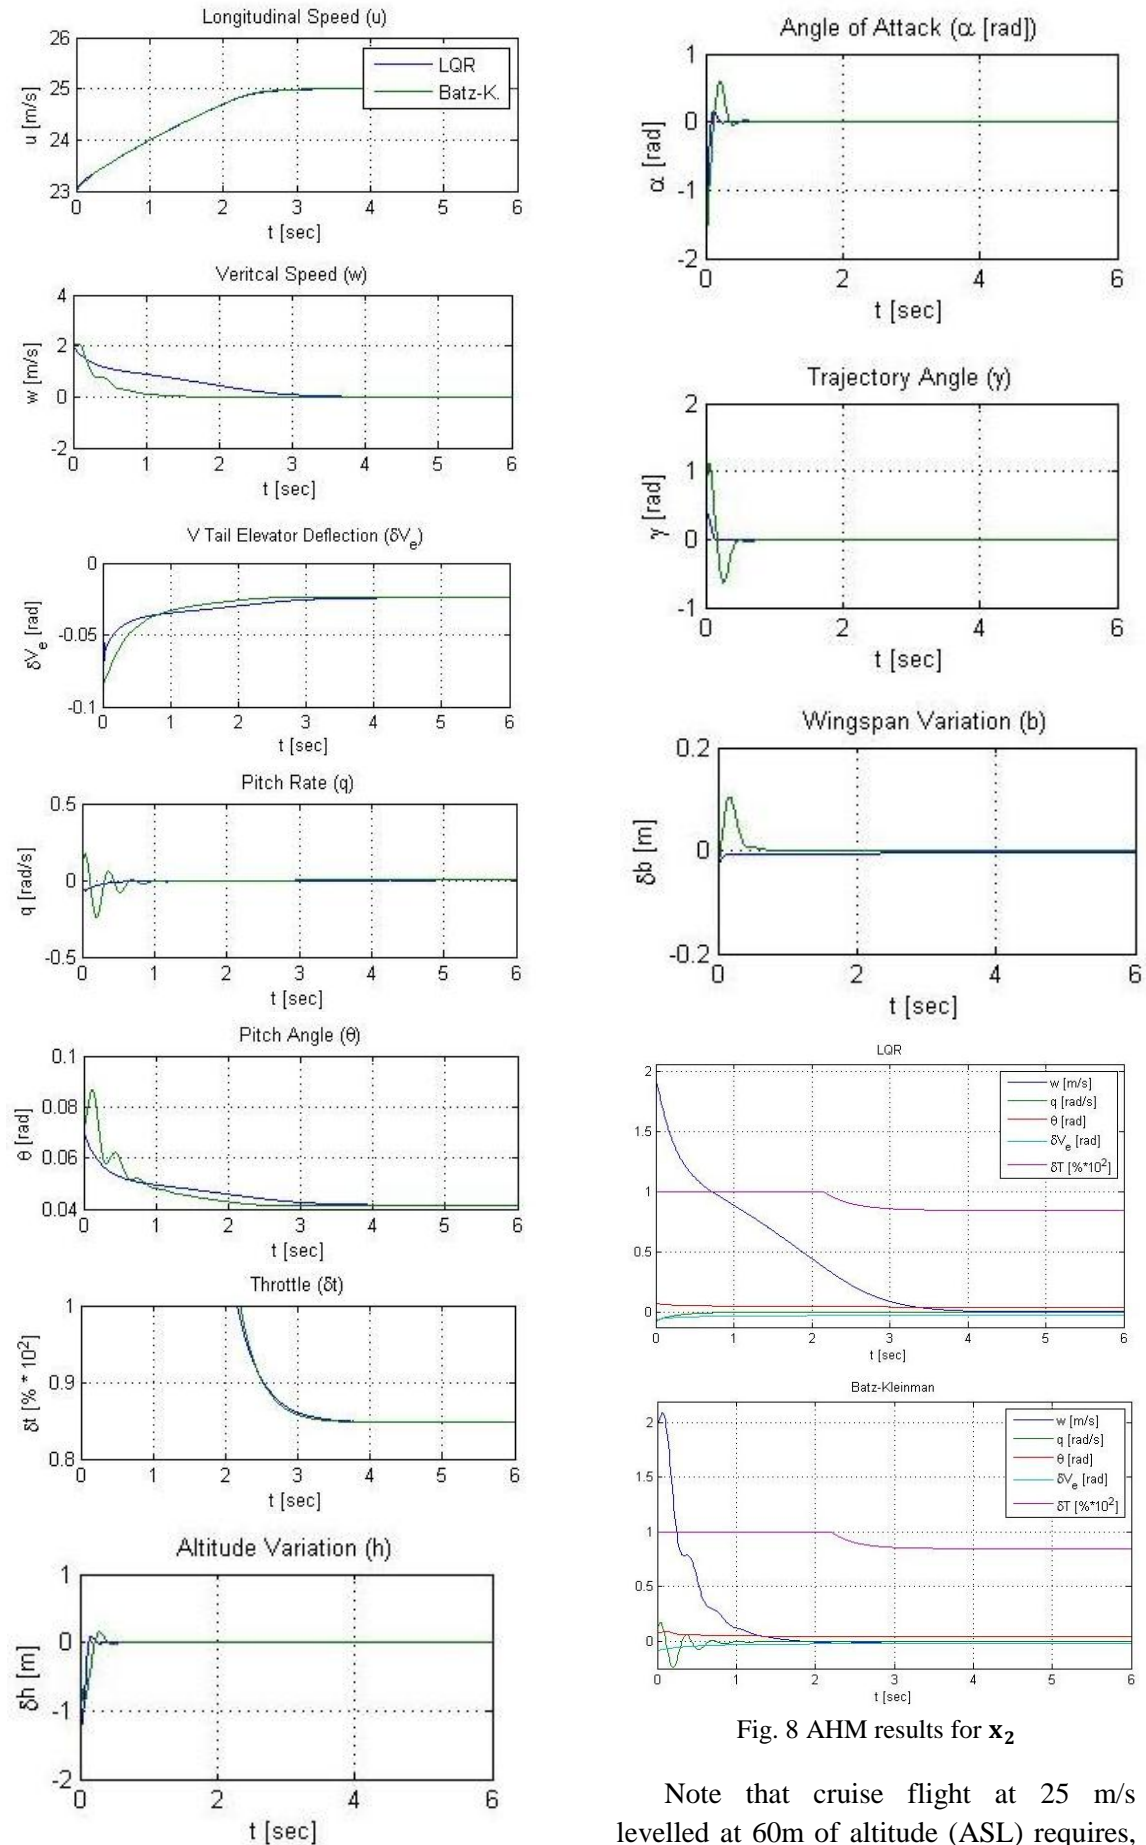 Longitudinal Speed (u)
26
25
24
23
u [m/s]
LQR
Batz-K.
0 1 2 3 4 5 6
t [sec]
Veritcal Speed (w)
4
2
0
-2
w [m/s]
0 1 2 3 4 5 6
t [sec]
V Tail Elevator Deflection (δVe)
0
-0.05
-0.1
δVe [rad]
0 1 2 3 4 5 6
t [sec]
Pitch Rate (q)
0.5
0
-0.5
q [rad/s]
0 1 2 3 4 5 6
t [sec]
Pitch Angle (θ)
0.1
0.08
0.06
0.04
θ [rad]
0 1 2 3 4 5 6
t [sec]
Throttle (δt)
1
0.9
0.8
δt [% * 10²]
0 1 2 3 4 5 6
t [sec]
Altitude Variation (h)
1
0
-1
-2
δh [m]
0 2 4 6
t [sec]
Angle of Attack (α [rad])
1
0
-1
-2
α [rad]
0 2 4 6
t [sec]
Trajectory Angle (γ)
2
1
0
-1
γ [rad]
0 2 4 6
t [sec]
Wingspan Variation (b)
0.2
0
-0.2
δb [m]
0 2 4 6
t [sec]
LQR
2
1.5
1
0.5
0
w [m/s]
q [rad/s]
θ [rad]
δVe [rad]
δT [%*10²]
0 1 2 3 4 5 6
t [sec]
Batz-Kleinman
2
1.5
1
0.5
0
w [m/s]
q [rad/s]
θ [rad]
δVe [rad]
δT [%*10²]
0 1 2 3 4 5 6
t [sec]
Fig. 8 AHM results for x₂
Note that cruise flight at 25 m/s
levelled at 60m of altitude (ASL) requires,